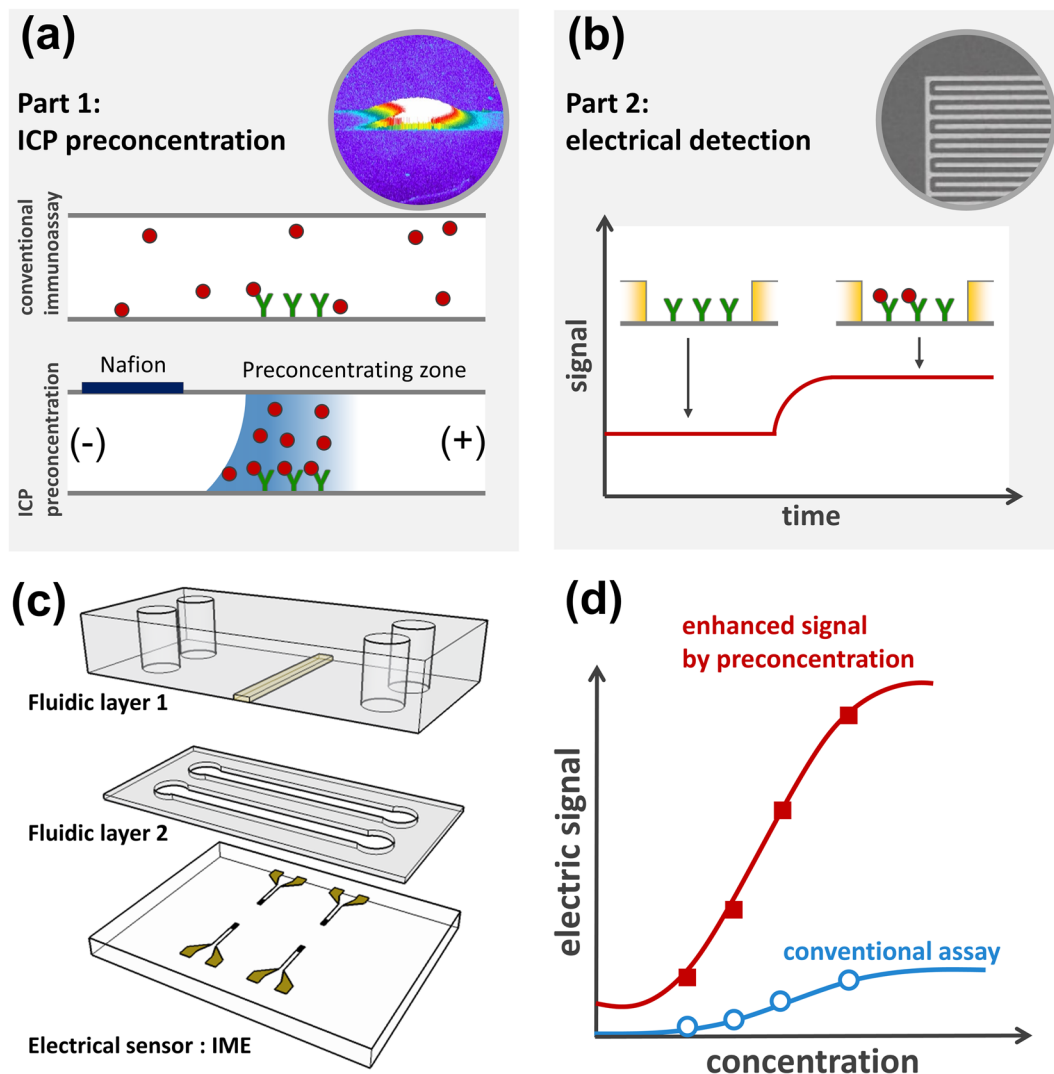 (a)
Part 1:
ICP preconcentration
conventional
immunoassay
Nafion
Preconcentrating zone
(-)
(+)
ICP
preconcentration
(b)
Part 2:
electrical detection
signal
time
(c)
Fluidic layer 1
Fluidic layer 2
Electrical sensor : IME
(d)
enhanced signal
by preconcentration
electric signal
conventional assay
concentration